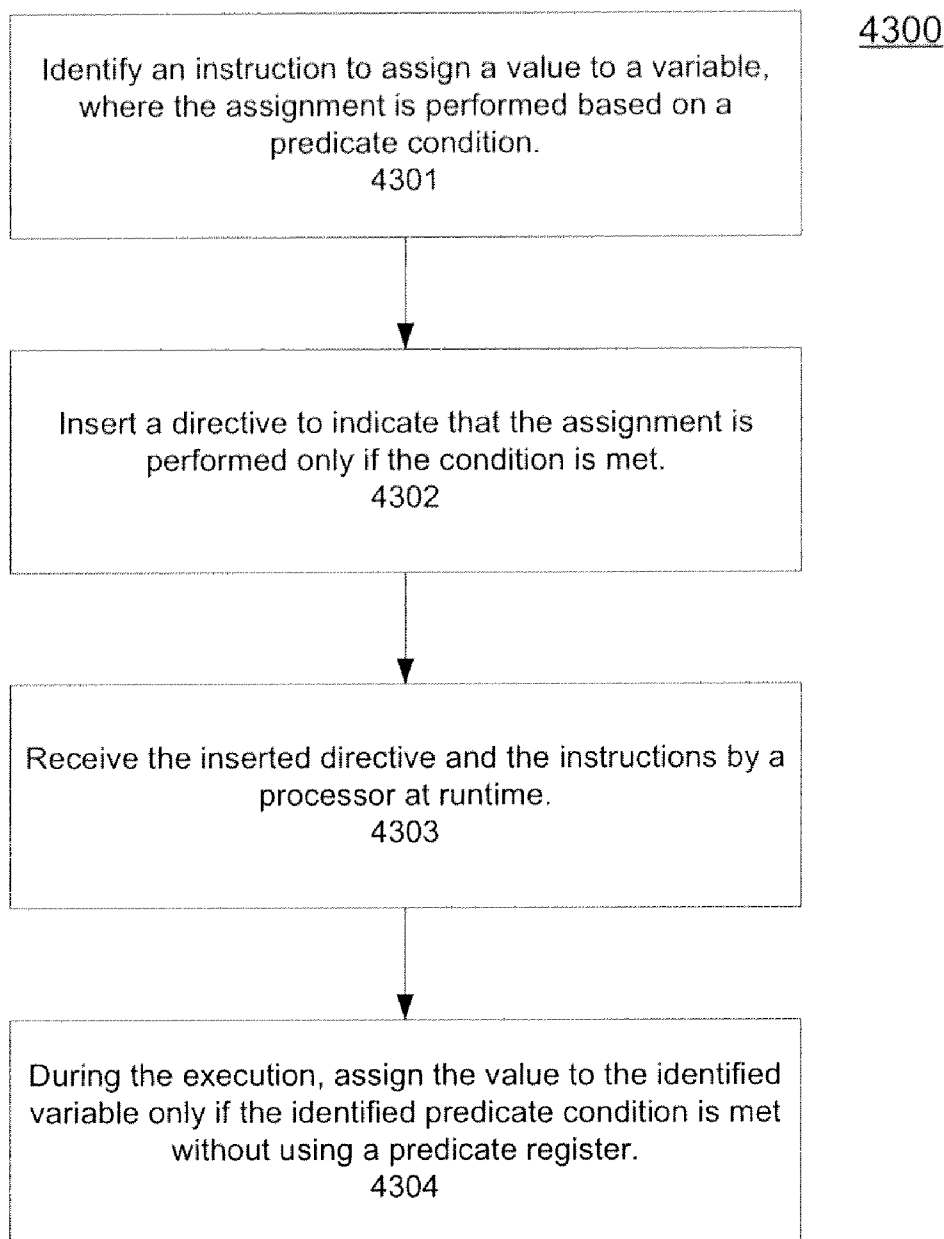 4300
Identify an instruction to assign a value to a variable,
where the assignment is performed based on a
predicate condition.
4301
Insert a directive to indicate that the assignment is
performed only if the condition is met.
4302
Receive the inserted directive and the instructions by a
processor at runtime.
4303
During the execution, assign the value to the identified
variable only if the identified predicate condition is met
without using a predicate register.
4304